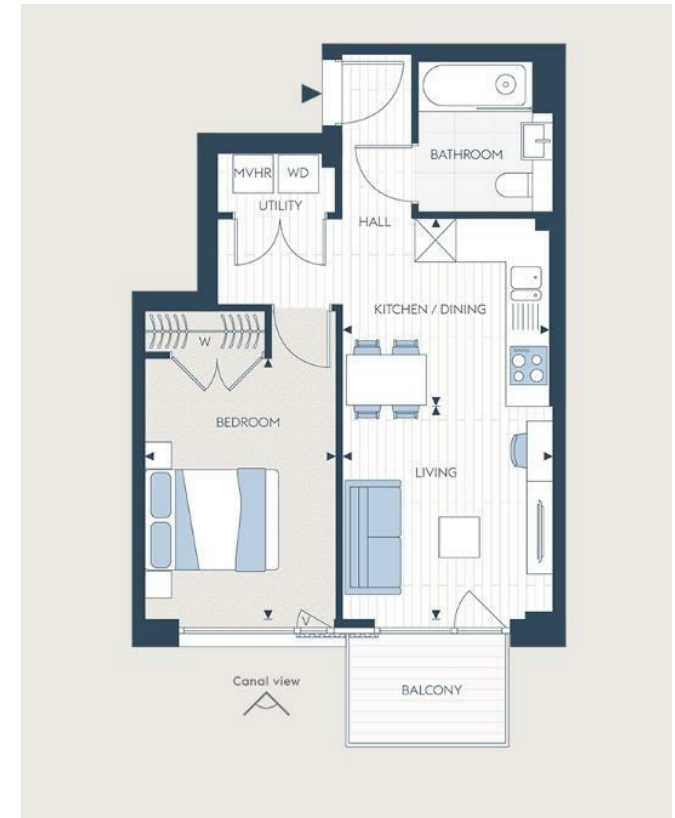 BATHROOM
MVHR WD
UTILITY
HALL
KITCHEN / DINING
W
BEDROOM
LIVING
V
Canal view
BALCONY